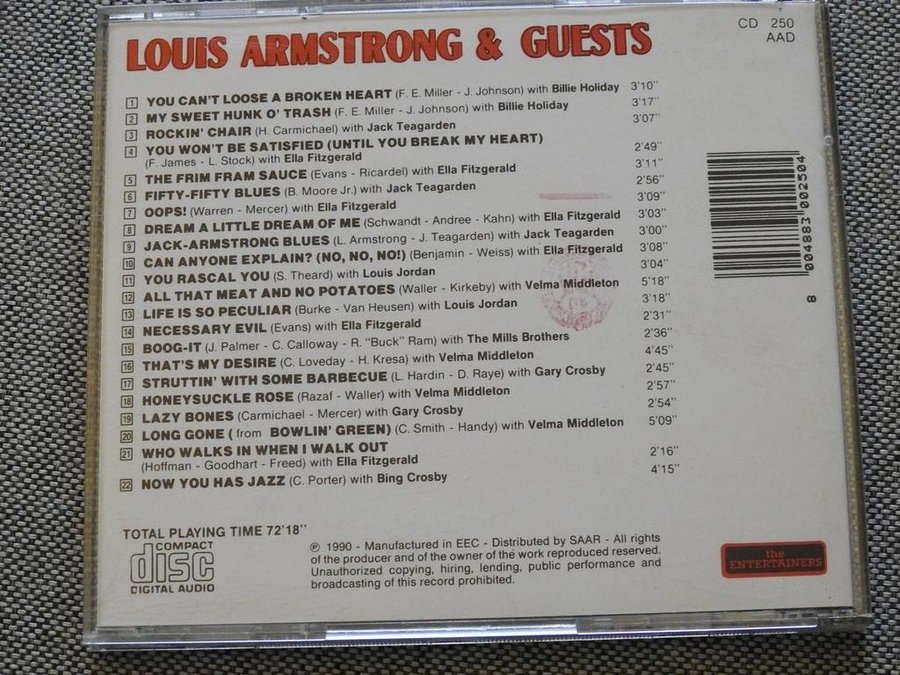 LOUIS ARMSTRONG & GUESTS
CD 250
AAD
1 YOU CAN'T LOOSE A BROKEN HEART (F. E. Miller - J. Johnson) with Billie Holiday 3'10"
2 MY SWEET HUNK O' TRASH (F. E. Miller - J. Johnson) with Billie Holiday 3'17"
3 ROCKIN' CHAIR (H. Carmichael) with Jack Teagarden 3'07"
4 YOU WON'T BE SATISFIED (UNTIL YOU BREAK MY HEART)
(F. James - L. Stock) with Ella Fitzgerald 2'49"
5 THE FRIM FRAM SAUCE (Evans - Ricardel) with Ella Fitzgerald 3'11"
6 FIFTY-FIFTY BLUES (B. Moore Jr.) with Jack Teagarden 2'56"
7 OOPS! (Warren - Mercer) with Ella Fitzgerald 3'09"
8 DREAM A LITTLE DREAM OF ME (Schwandt - Andree - Kahn) with Ella Fitzgerald 3'03"
9 JACK-ARMSTRONG BLUES (L. Armstrong - J. Teagarden) with Jack Teagarden 3'00"
10 CAN ANYONE EXPLAIN? (NO, NO, NO!) (Benjamin - Weiss) with Ella Fitzgerald 3'08"
11 YOU RASCAL YOU (S. Theard) with Louis Jordan 3'04"
12 ALL THAT MEAT AND NO POTATOES (Waller - Kirkeby) with Velma Middleton 5'18"
13 LIFE IS SO PECULIAR (Burke - Van Heusen) with Louis Jordan 3'18"
14 NECESSARY EVIL (Evans) with Ella Fitzgerald 2'31"
15 BOOG-IT (J. Palmer - C. Calloway - R. "Buck" Ram) with The Mills Brothers 2'36"
16 THAT'S MY DESIRE (C. Loveday - H. Kresa) with Velma Middleton 4'45"
17 STRUTTIN' WITH SOME BARBECUE (L. Hardin - D. Raye) with Gary Crosby 2'45"
18 HONEYSUCKLE ROSE (Razaf - Waller) with Velma Middleton 2'57"
19 LAZY BONES (Carmichael - Mercer) with Gary Crosby 2'54"
20 LONG GONE ( from BOWLIN' GREEN) (C. Smith - Handy) with Velma Middleton 5'09"
21 WHO WALKS IN WHEN I WALK OUT
(Hoffman - Goodhart - Freed) with Ella Fitzgerald 2'16"
22 NOW YOU HAS JAZZ (C. Porter) with Bing Crosby 4'15"
004883 002504
8
TOTAL PLAYING TIME 72'18"
COMPACT
disc
DIGITAL AUDIO
℗ 1990 - Manufactured in EEC - Distributed by SAAR - All rights
of the producer and of the owner of the work reproduced reserved.
Unauthorized copying, hiring, lending, public performance and
broadcasting of this record prohibited.
the
ENTERTAINERS